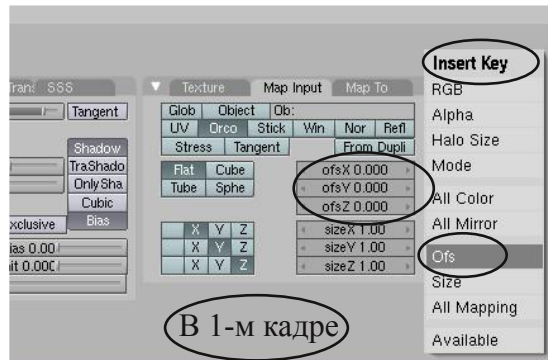 Insert Key
Tran: SSS
Texture Map Input Map To
RGB
Tangent
Glob Object Ob:
Alpha
UV Orco Stick Win Nor Refl
Halo Size
Shadow
Stress Tangent From Dupli
TraShado
Flat Cube ofsX 0.000
Mode
OnlySha
Tube Sphe ofsY 0.000
Cubic
ofsZ 0.000
All Color
xclusive Bias
X Y Z sizeX 1.00
All Mirror
ias 0.00
X Y Z sizeY 1.00
Ofs
nit 0.000
X Y Z sizeZ 1.00
Size
All Mapping
В 1-м кадре
Available